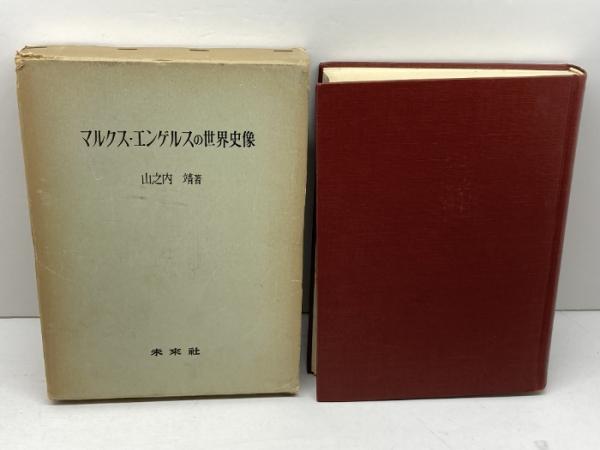 マルクス・エンゲルスの世界史像
山之内 靖著
未來社